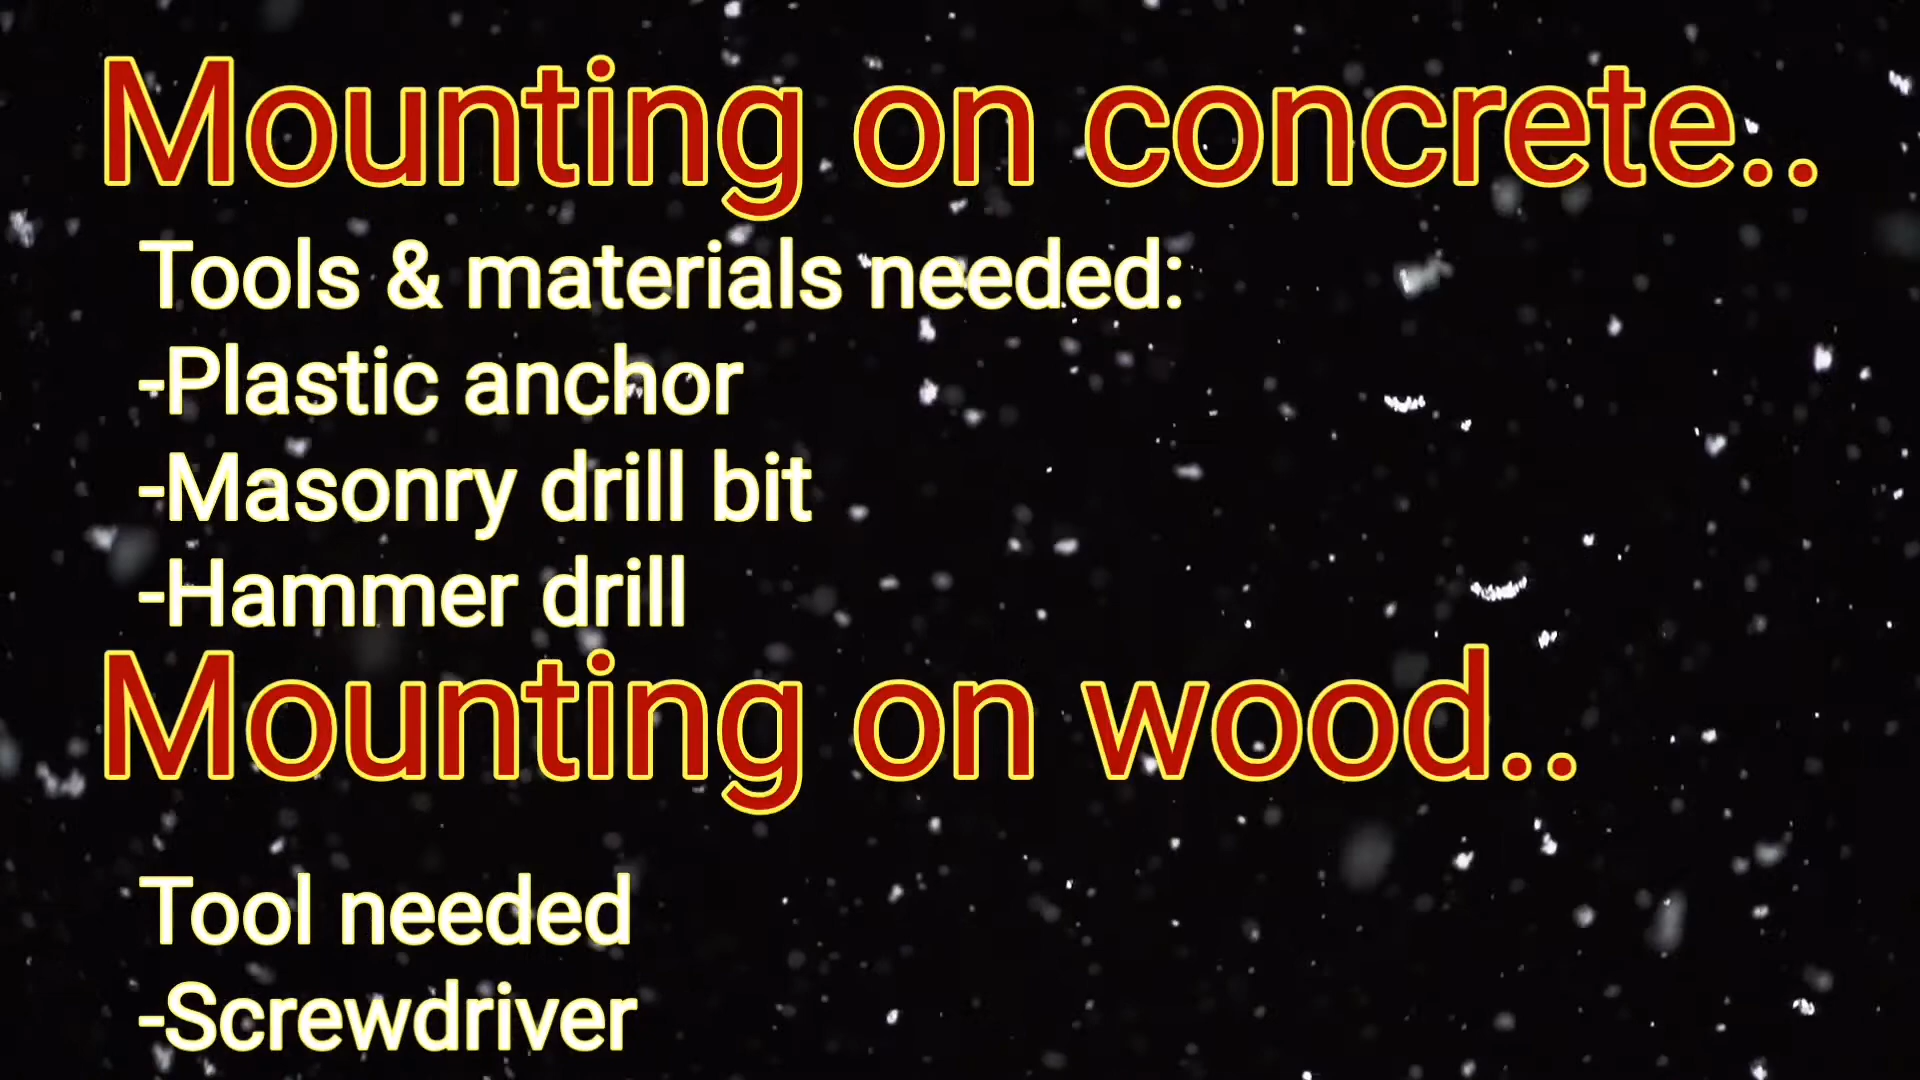 Mounting on concrete..
Tools & materials needed:
-Plastic anchor
-Masonry drill bit
-Hammer drill
Mounting on wood..
Tool needed
-Screwdriver